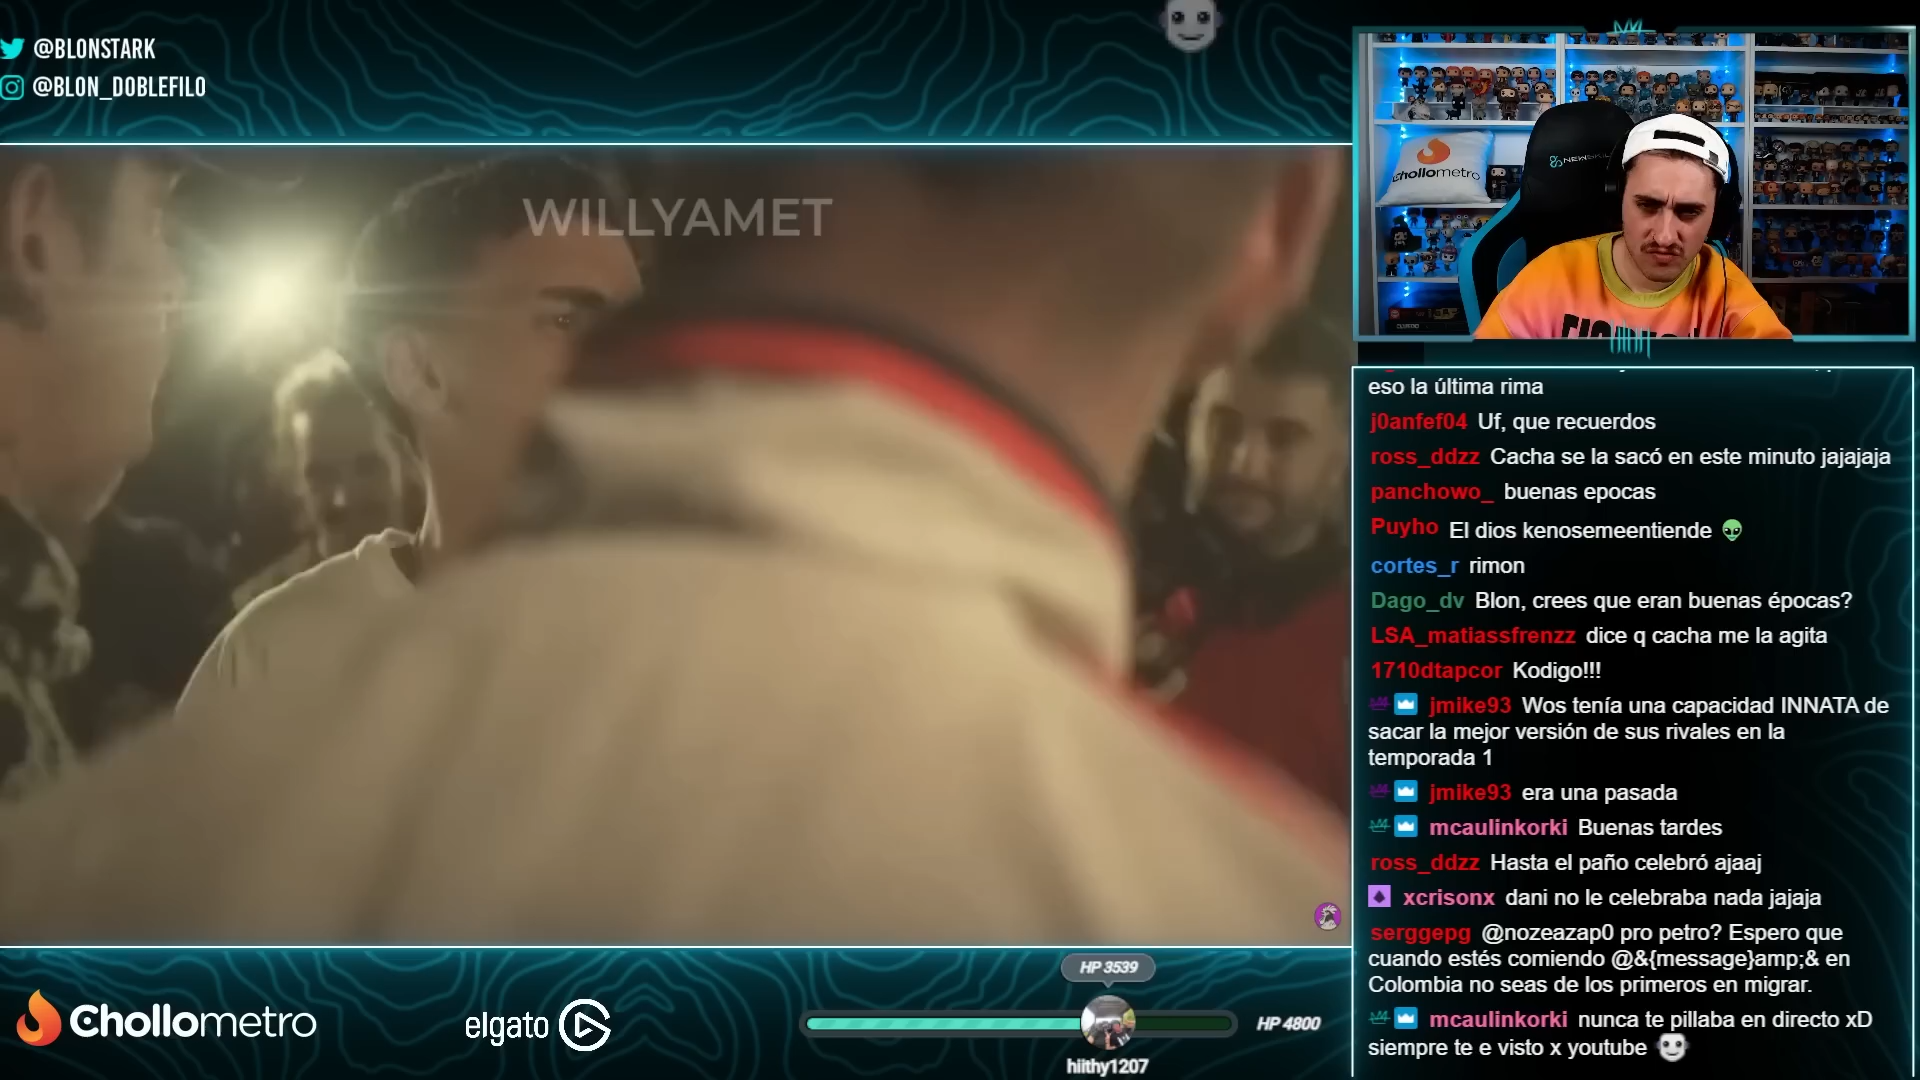 @BLONSTARK
@BLON_DOBLEFILO
WILLYAMET
NEWSKILL
Chollometro
eso la última rima
j0anfef04 Uf, que recuerdos
ross_ddzz Cacha se la sacó en este minuto jajajaja
panchowo_ buenas epocas
Puyho El dios kenosemeentiende 👽
cortes_r rimon
Dago_dv Blon, crees que eran buenas épocas?
LSA_matiassfrenzz dice q cacha me la agita
1710dtapcor Kodigo!!!
jmike93 Wos tenía una capacidad INNATA de
sacar la mejor versión de sus rivales en la
temporada 1
jmike93 era una pasada
mcaulinkorki Buenas tardes
ross_ddzz Hasta el paño celebró ajaaj
xcrisonx dani no le celebraba nada jajaja
serggepg @nozeazap0 pro petro? Espero que
cuando estés comiendo @&{message}amp;& en
Colombia no seas de los primeros en migrar.
mcaulinkorki nunca te pillaba en directo xD
siempre te e visto x youtube
Chollometro
elgato
HP 3539
HP 4800
hiithy1207